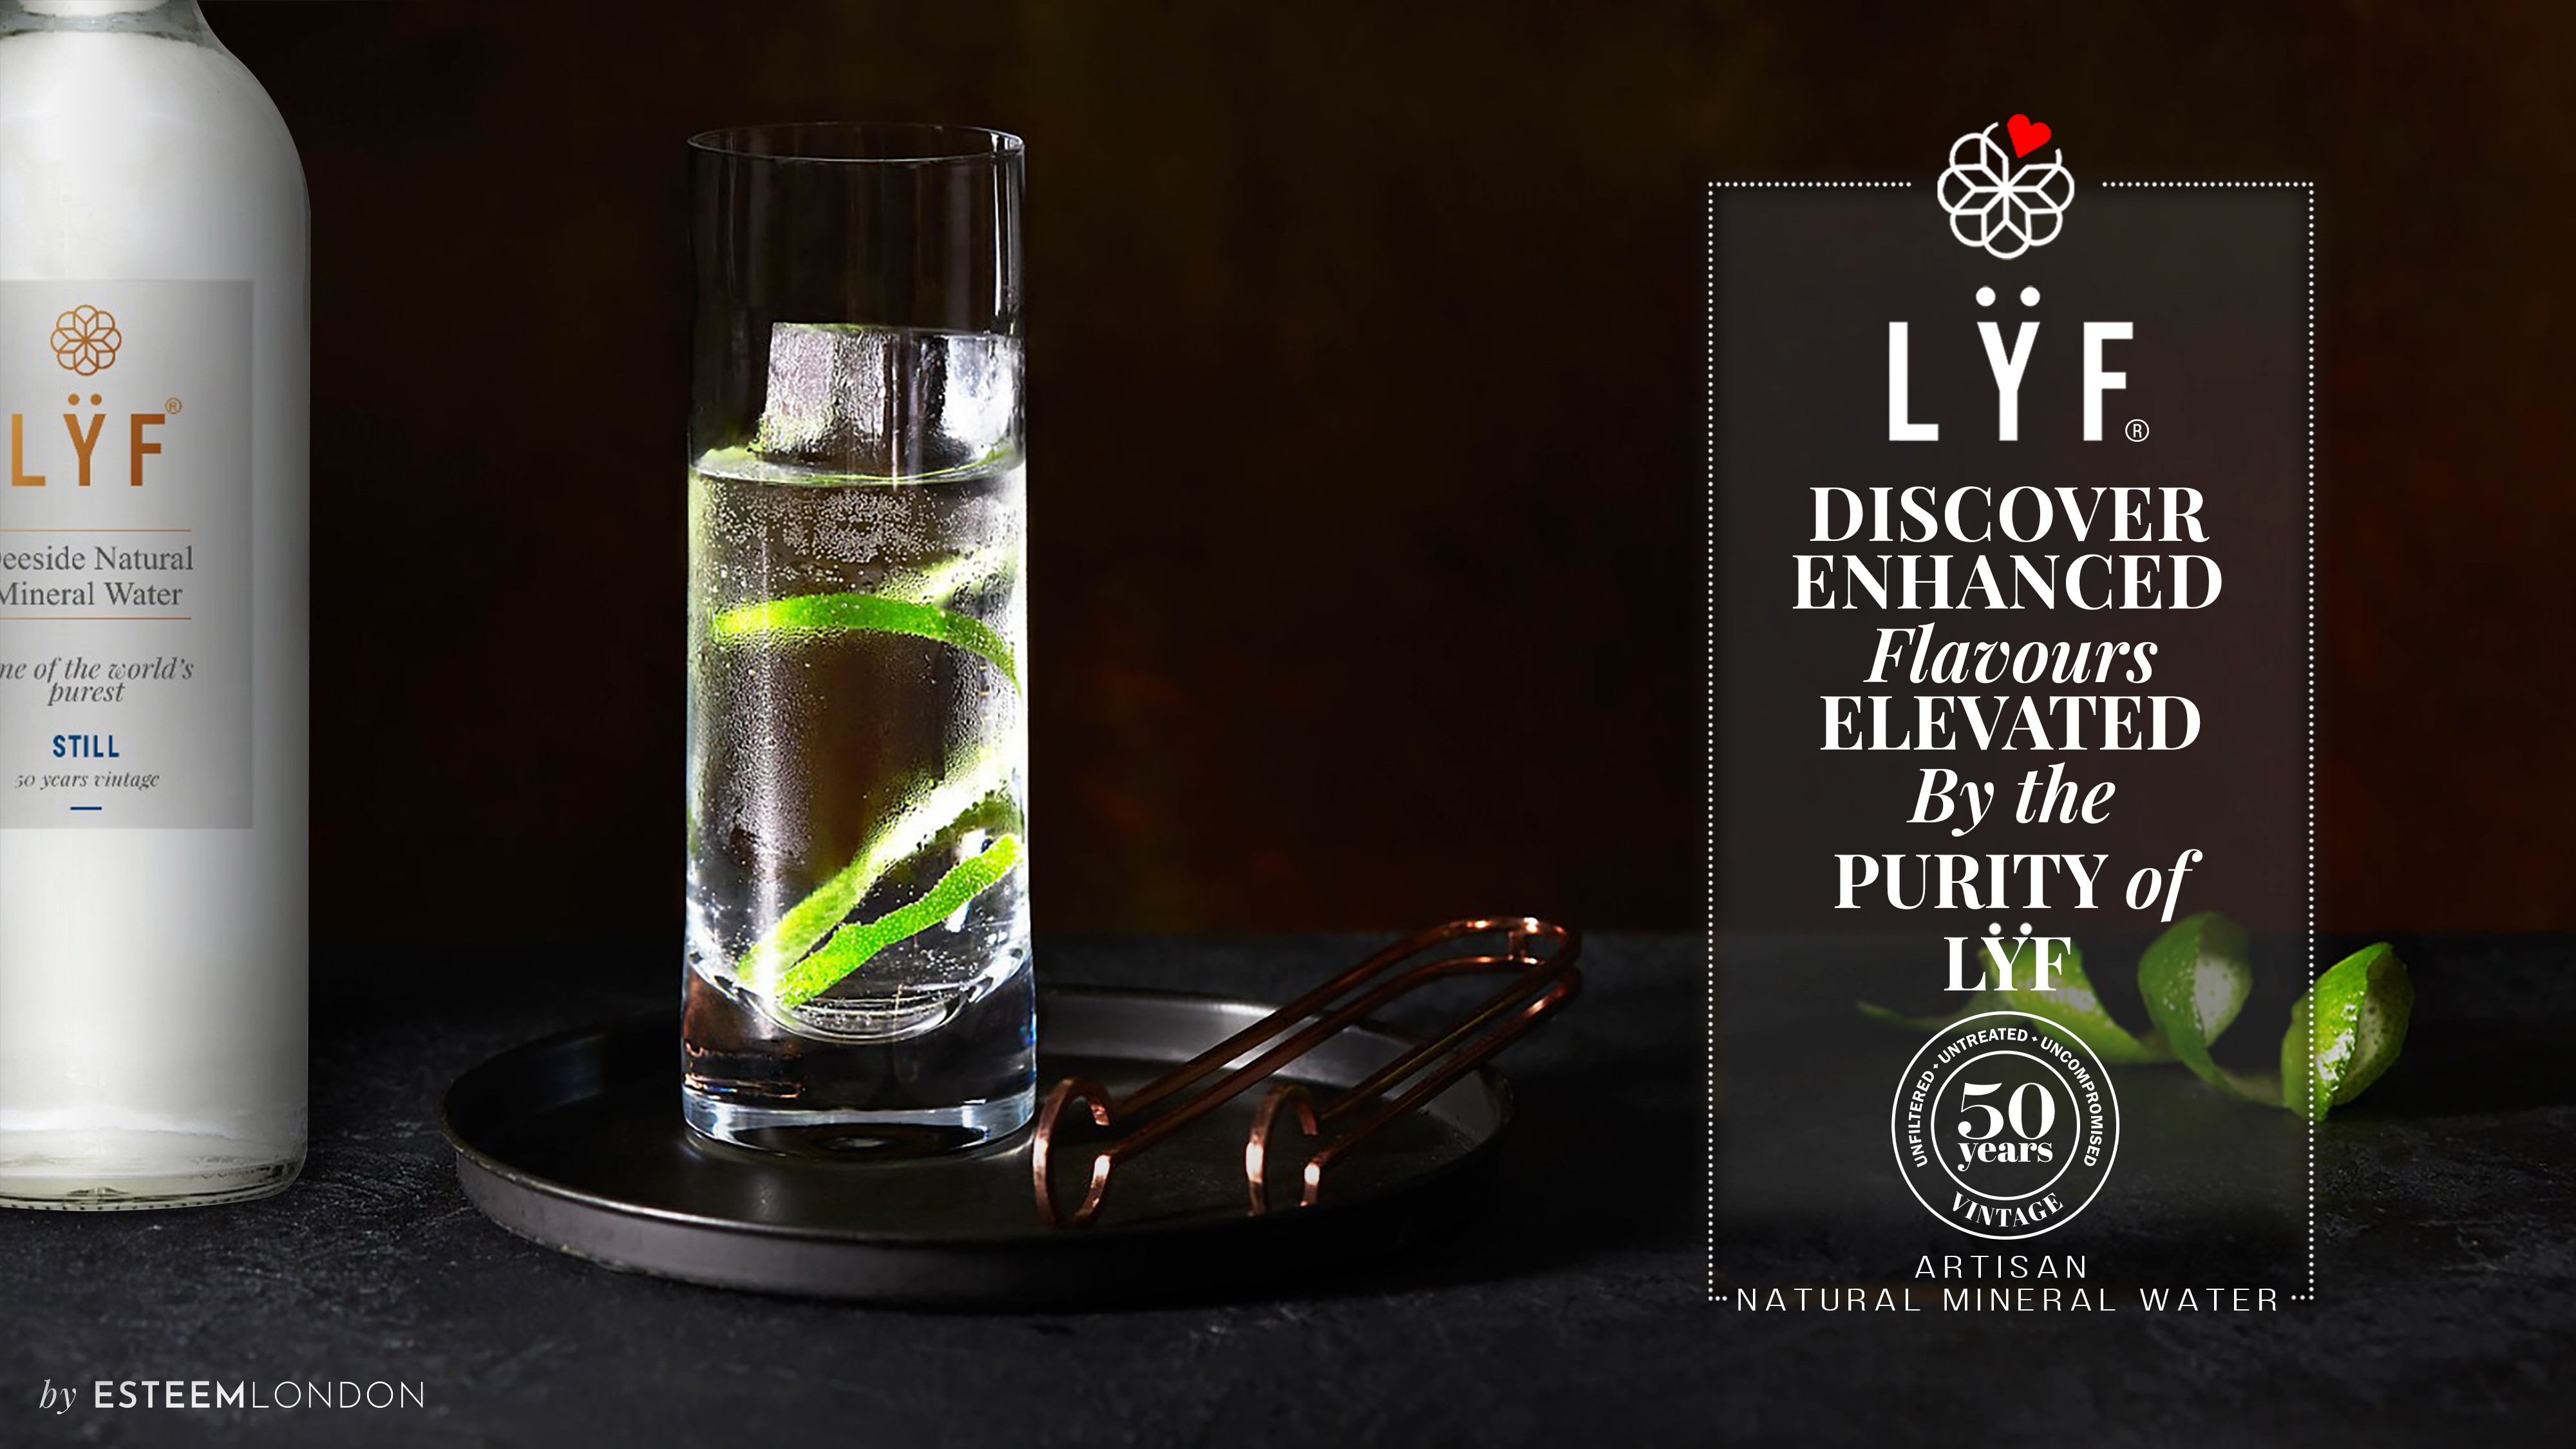 LŸF®
eeside Natural
Mineral Water
ne of the world's
purest
STILL
50 years vintage
LŸF®
DISCOVER
ENHANCED
Flavours
ELEVATED
By the
PURITY of
LŸF
UNFILTERED • UNTREATED • UNCOMPROMISED
50
years
VINTAGE
ARTISAN
NATURAL MINERAL WATER
by ESTEEMLONDON